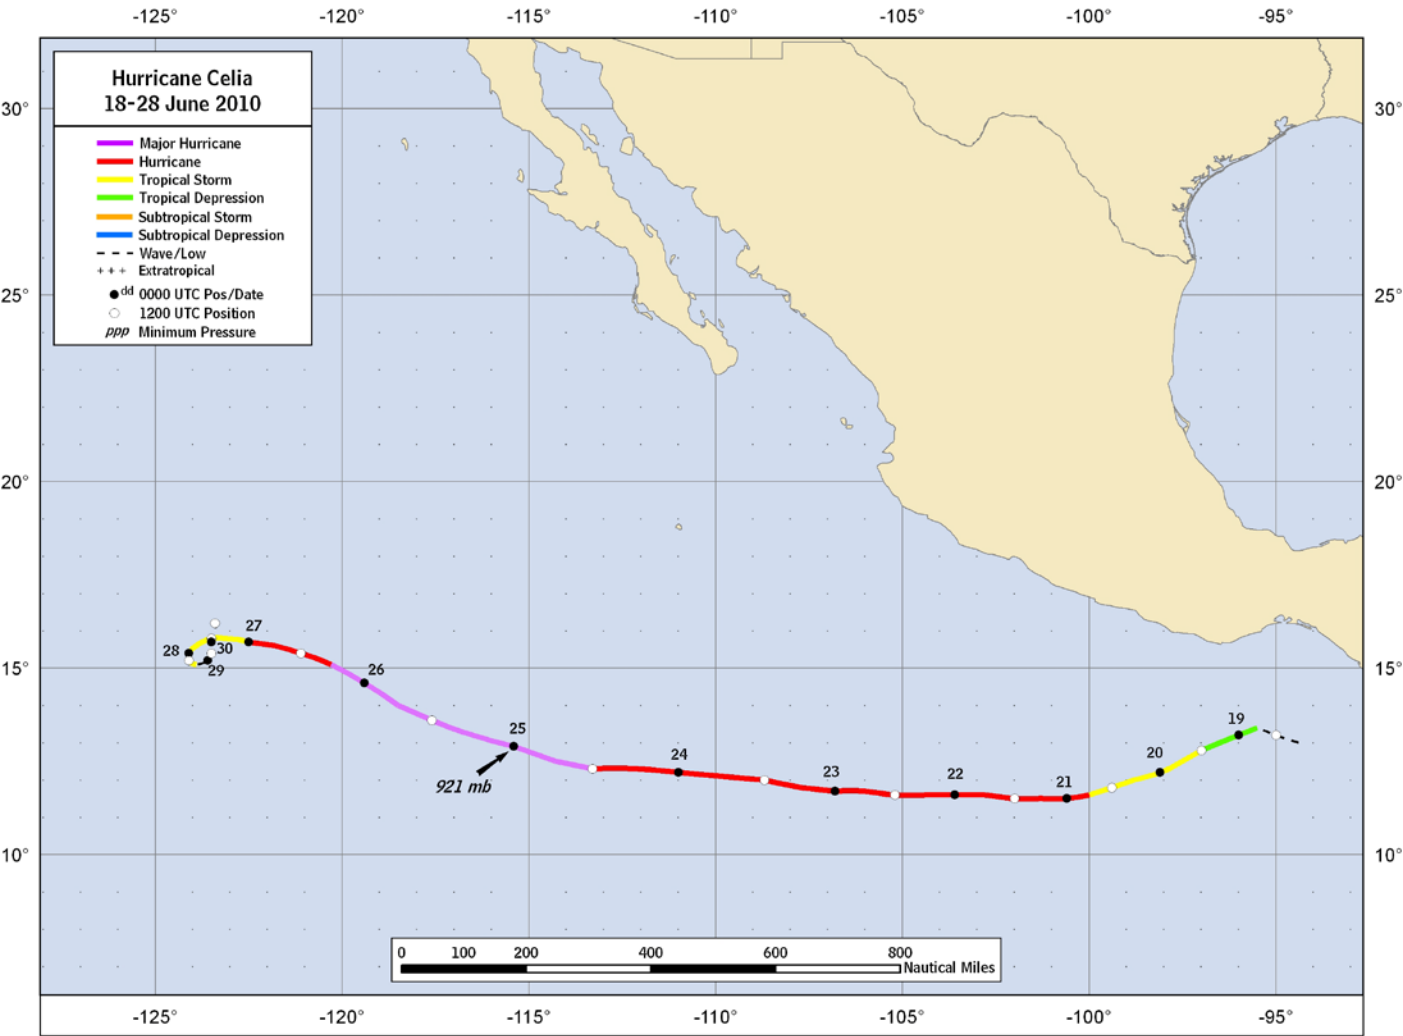 -125° -120° -115° -110° -105° -100° -95°
Hurricane Celia
18-28 June 2010
Major Hurricane
Hurricane
Tropical Storm
Tropical Depression
Subtropical Storm
Subtropical Depression
Wave/Low
Extratropical
dd 0000 UTC Pos/Date
1200 UTC Position
ppp Minimum Pressure
30° 30°
25° 25°
20° 20°
27
28 30
29
26
15° 15°
25
24
23
22
21
20
19
921 mb
10° 10°
0 100 200 400 600 800
Nautical Miles
-125° -120° -115° -110° -105° -100° -95°